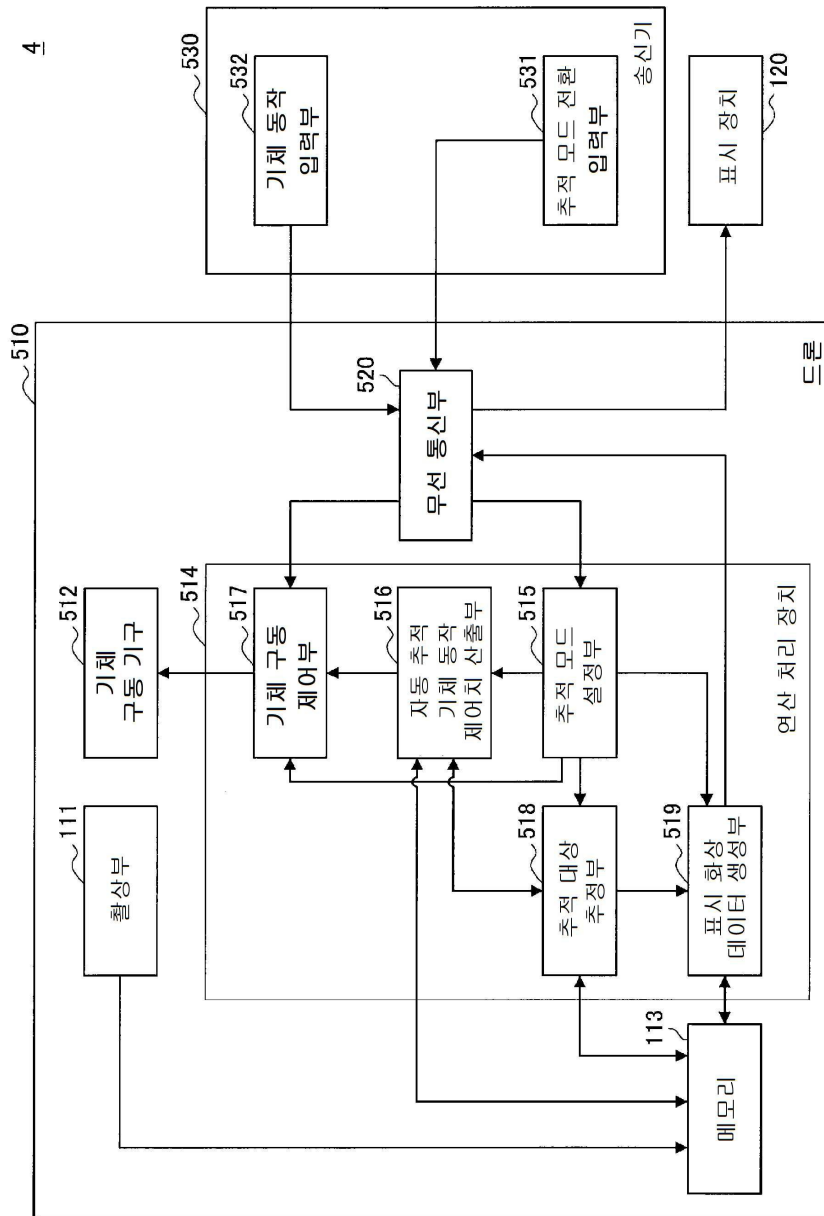 4
510
드론
111
촬상부
512
기체
구동 기구
514
연산 처리 장치
517
기체 구동
제어부
516
자동 추적
기체 동작
제어치 산출부
515
추적 모드
설정부
518
추적 대상
추정부
519
표시 화상
데이터 생성부
113
메모리
520
무선 통신부
530
송신기
532
기체 동작
입력부
531
추적 모드 전환
입력부
120
표시 장치